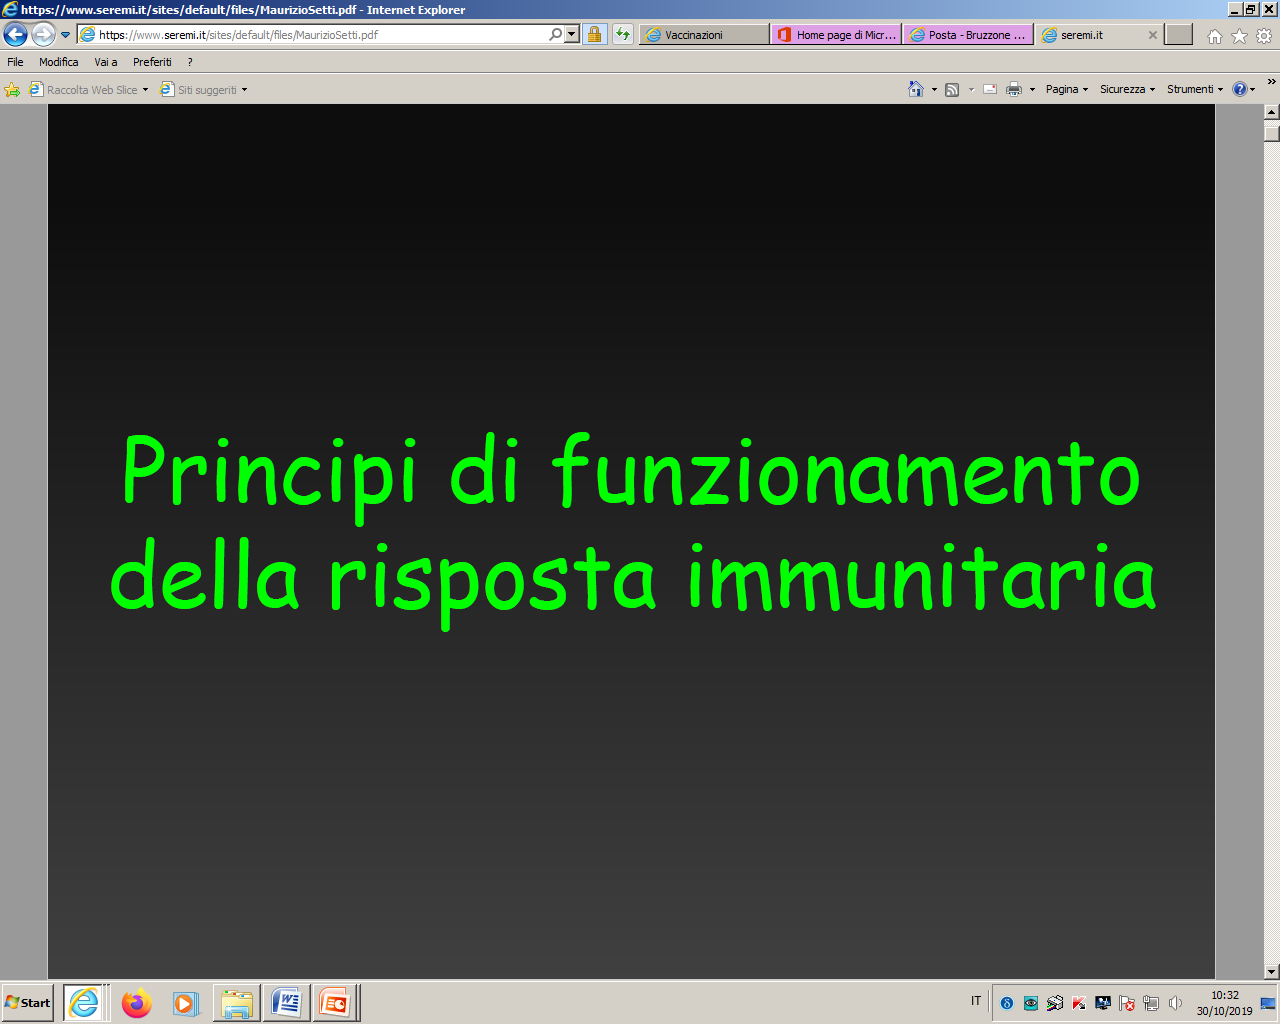 https://www.seremi.it/sites/default/files/MaurizioSetti.pdf - Internet Explorer
https://www.seremi.it/sites/default/files/MaurizioSetti.pdf
Vaccinazioni
Home page di Micr...
Posta - Bruzzone ...
seremi.it
File Modifica Vai a Preferiti ?
Raccolta Web Slice Siti suggeriti
Pagina Sicurezza Strumenti
Principi di funzionamento
della risposta immunitaria
Start
IT
10:32
30/10/2019